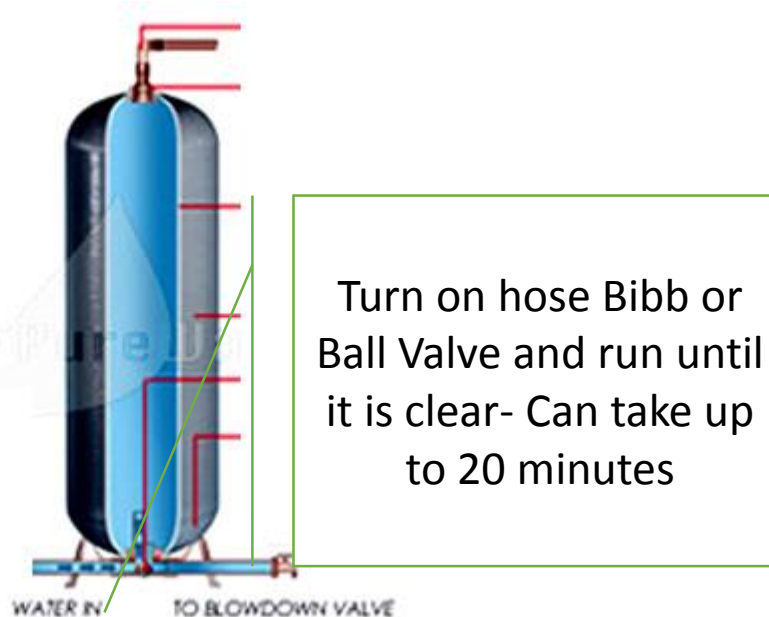 Turn on hose Bibb or
Ball Valve and run until
it is clear- Can take up
to 20 minutes
WATER IN
TO BLOWDOWN VALVE